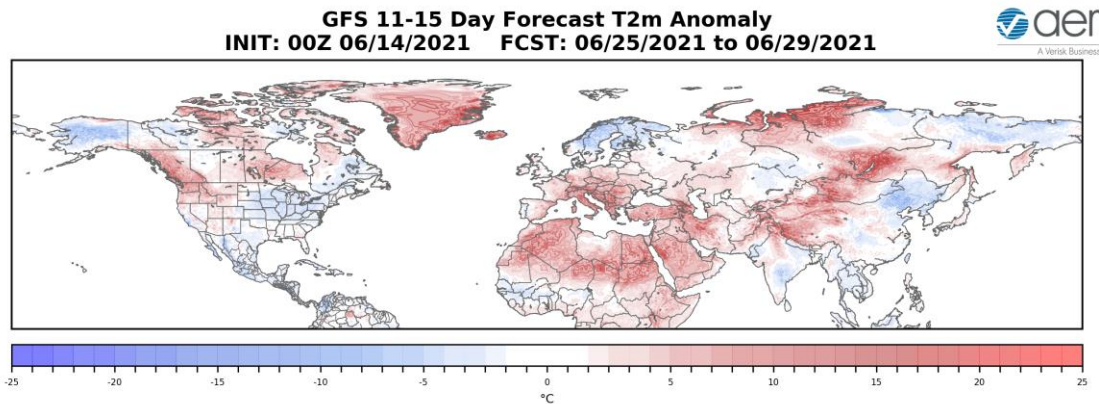 GFS 11-15 Day Forecast T2m Anomaly
INIT: 00Z 06/14/2021 FCST: 06/25/2021 to 06/29/2021
aer
A Verisk Business
-25 -20 -15 -10 -5 0 5 10 15 20 25
°C